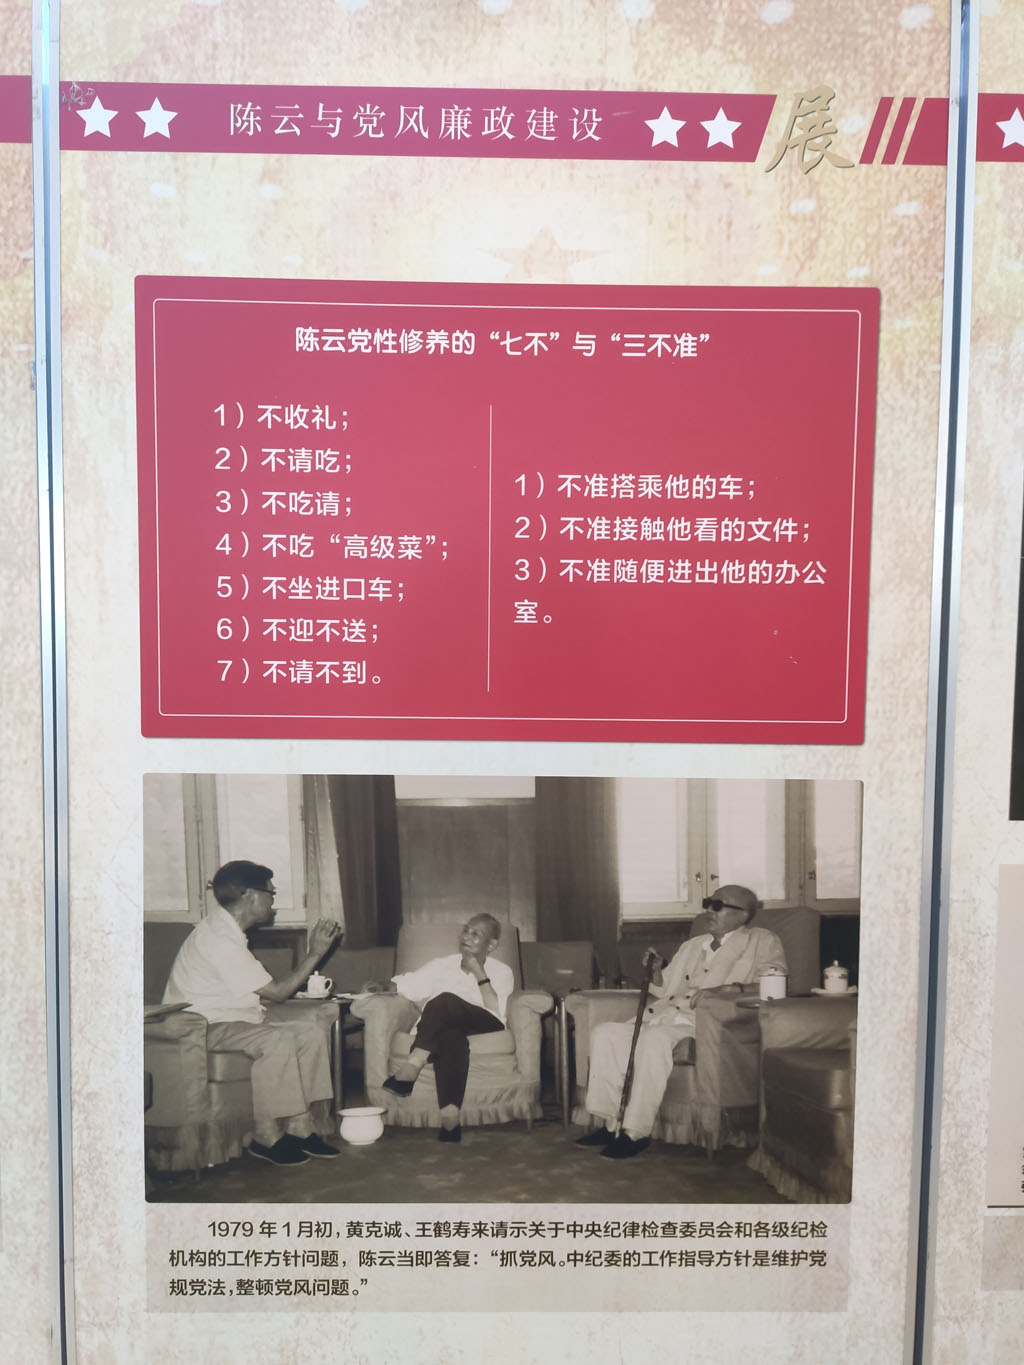 陈云与党风廉政建设
展
陈云党性修养的“七不”与“三不准”
1）不收礼；
2）不请吃；
3）不吃请；
4）不吃“高级菜”；
5）不坐进口车；
6）不迎不送；
7）不请不到。
1）不准搭乘他的车；
2）不准接触他看的文件；
3）不准随便进出他的办公
室。
1979年1月初，黄克诚、王鹤寿来请示关于中央纪律检查委员会和各级纪检
机构的工作方针问题，陈云当即答复：“抓党风。中纪委的工作指导方针是维护党
规党法，整顿党风问题。”